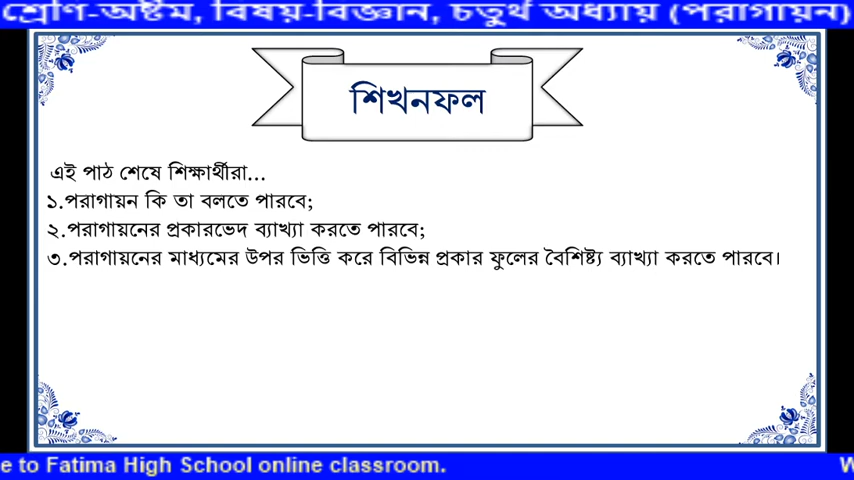 শ্রেণি-অষ্টম, বিষয়-বিজ্ঞান, চতুর্থ অধ্যায় (পরাগায়ন)
শিখনফল
এই পাঠ শেষে শিক্ষার্থীরা...
১.পরাগায়ন কি তা বলতে পারবে;
২.পরাগায়নের প্রকারভেদ ব্যাখ্যা করতে পারবে;
৩.পরাগায়নের মাধ্যমের উপর ভিত্তি করে বিভিন্ন প্রকার ফুলের বৈশিষ্ট্য ব্যাখ্যা করতে পারবে।
e to Fatima High School online classroom.